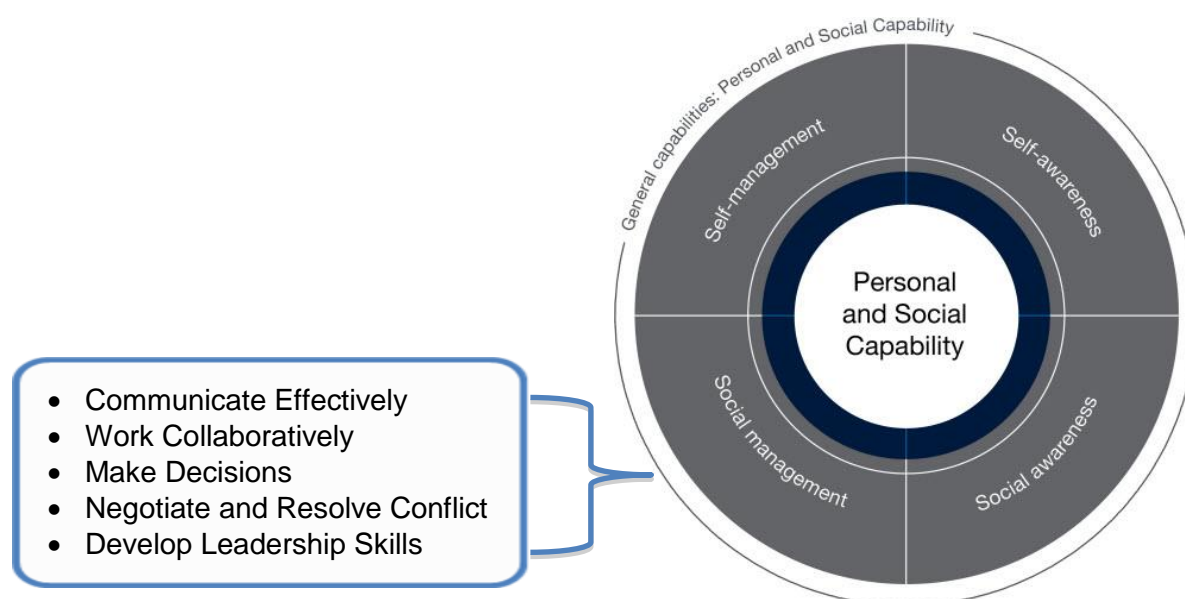 General capabilities: Personal and Social Capability
Self-management
Self-awareness
Personal
and Social
Capability
Social management
Social awareness
• Communicate Effectively
• Work Collaboratively
• Make Decisions
• Negotiate and Resolve Conflict
• Develop Leadership Skills